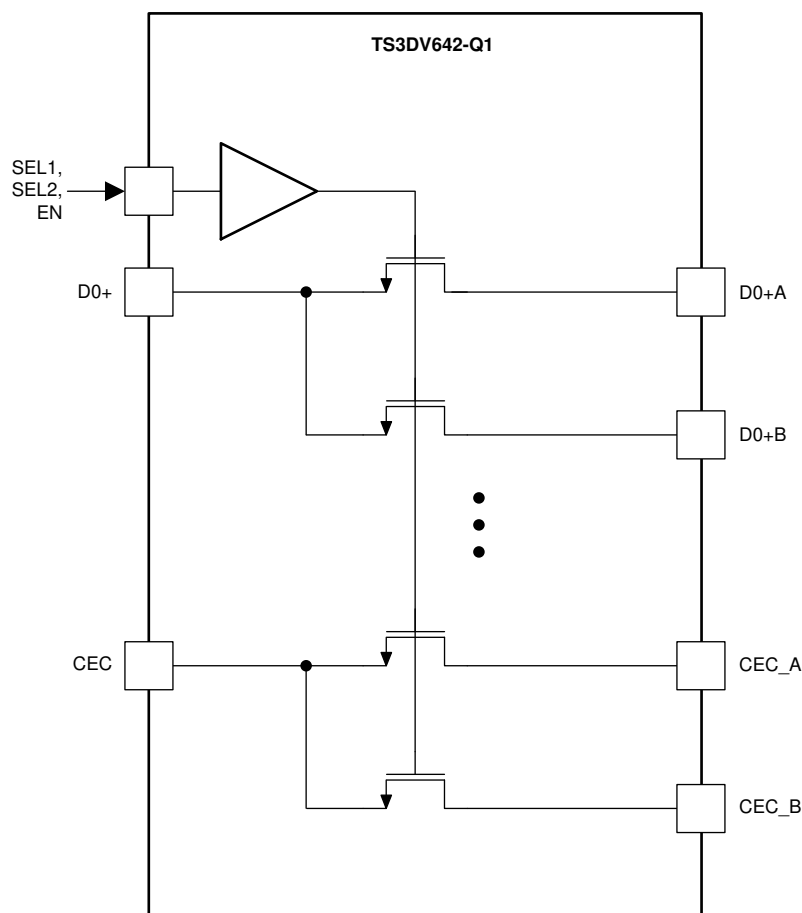 TS3DV642-Q1
SEL1,
SEL2,
EN
D0+
D0+A
D0+B
CEC
CEC_A
CEC_B